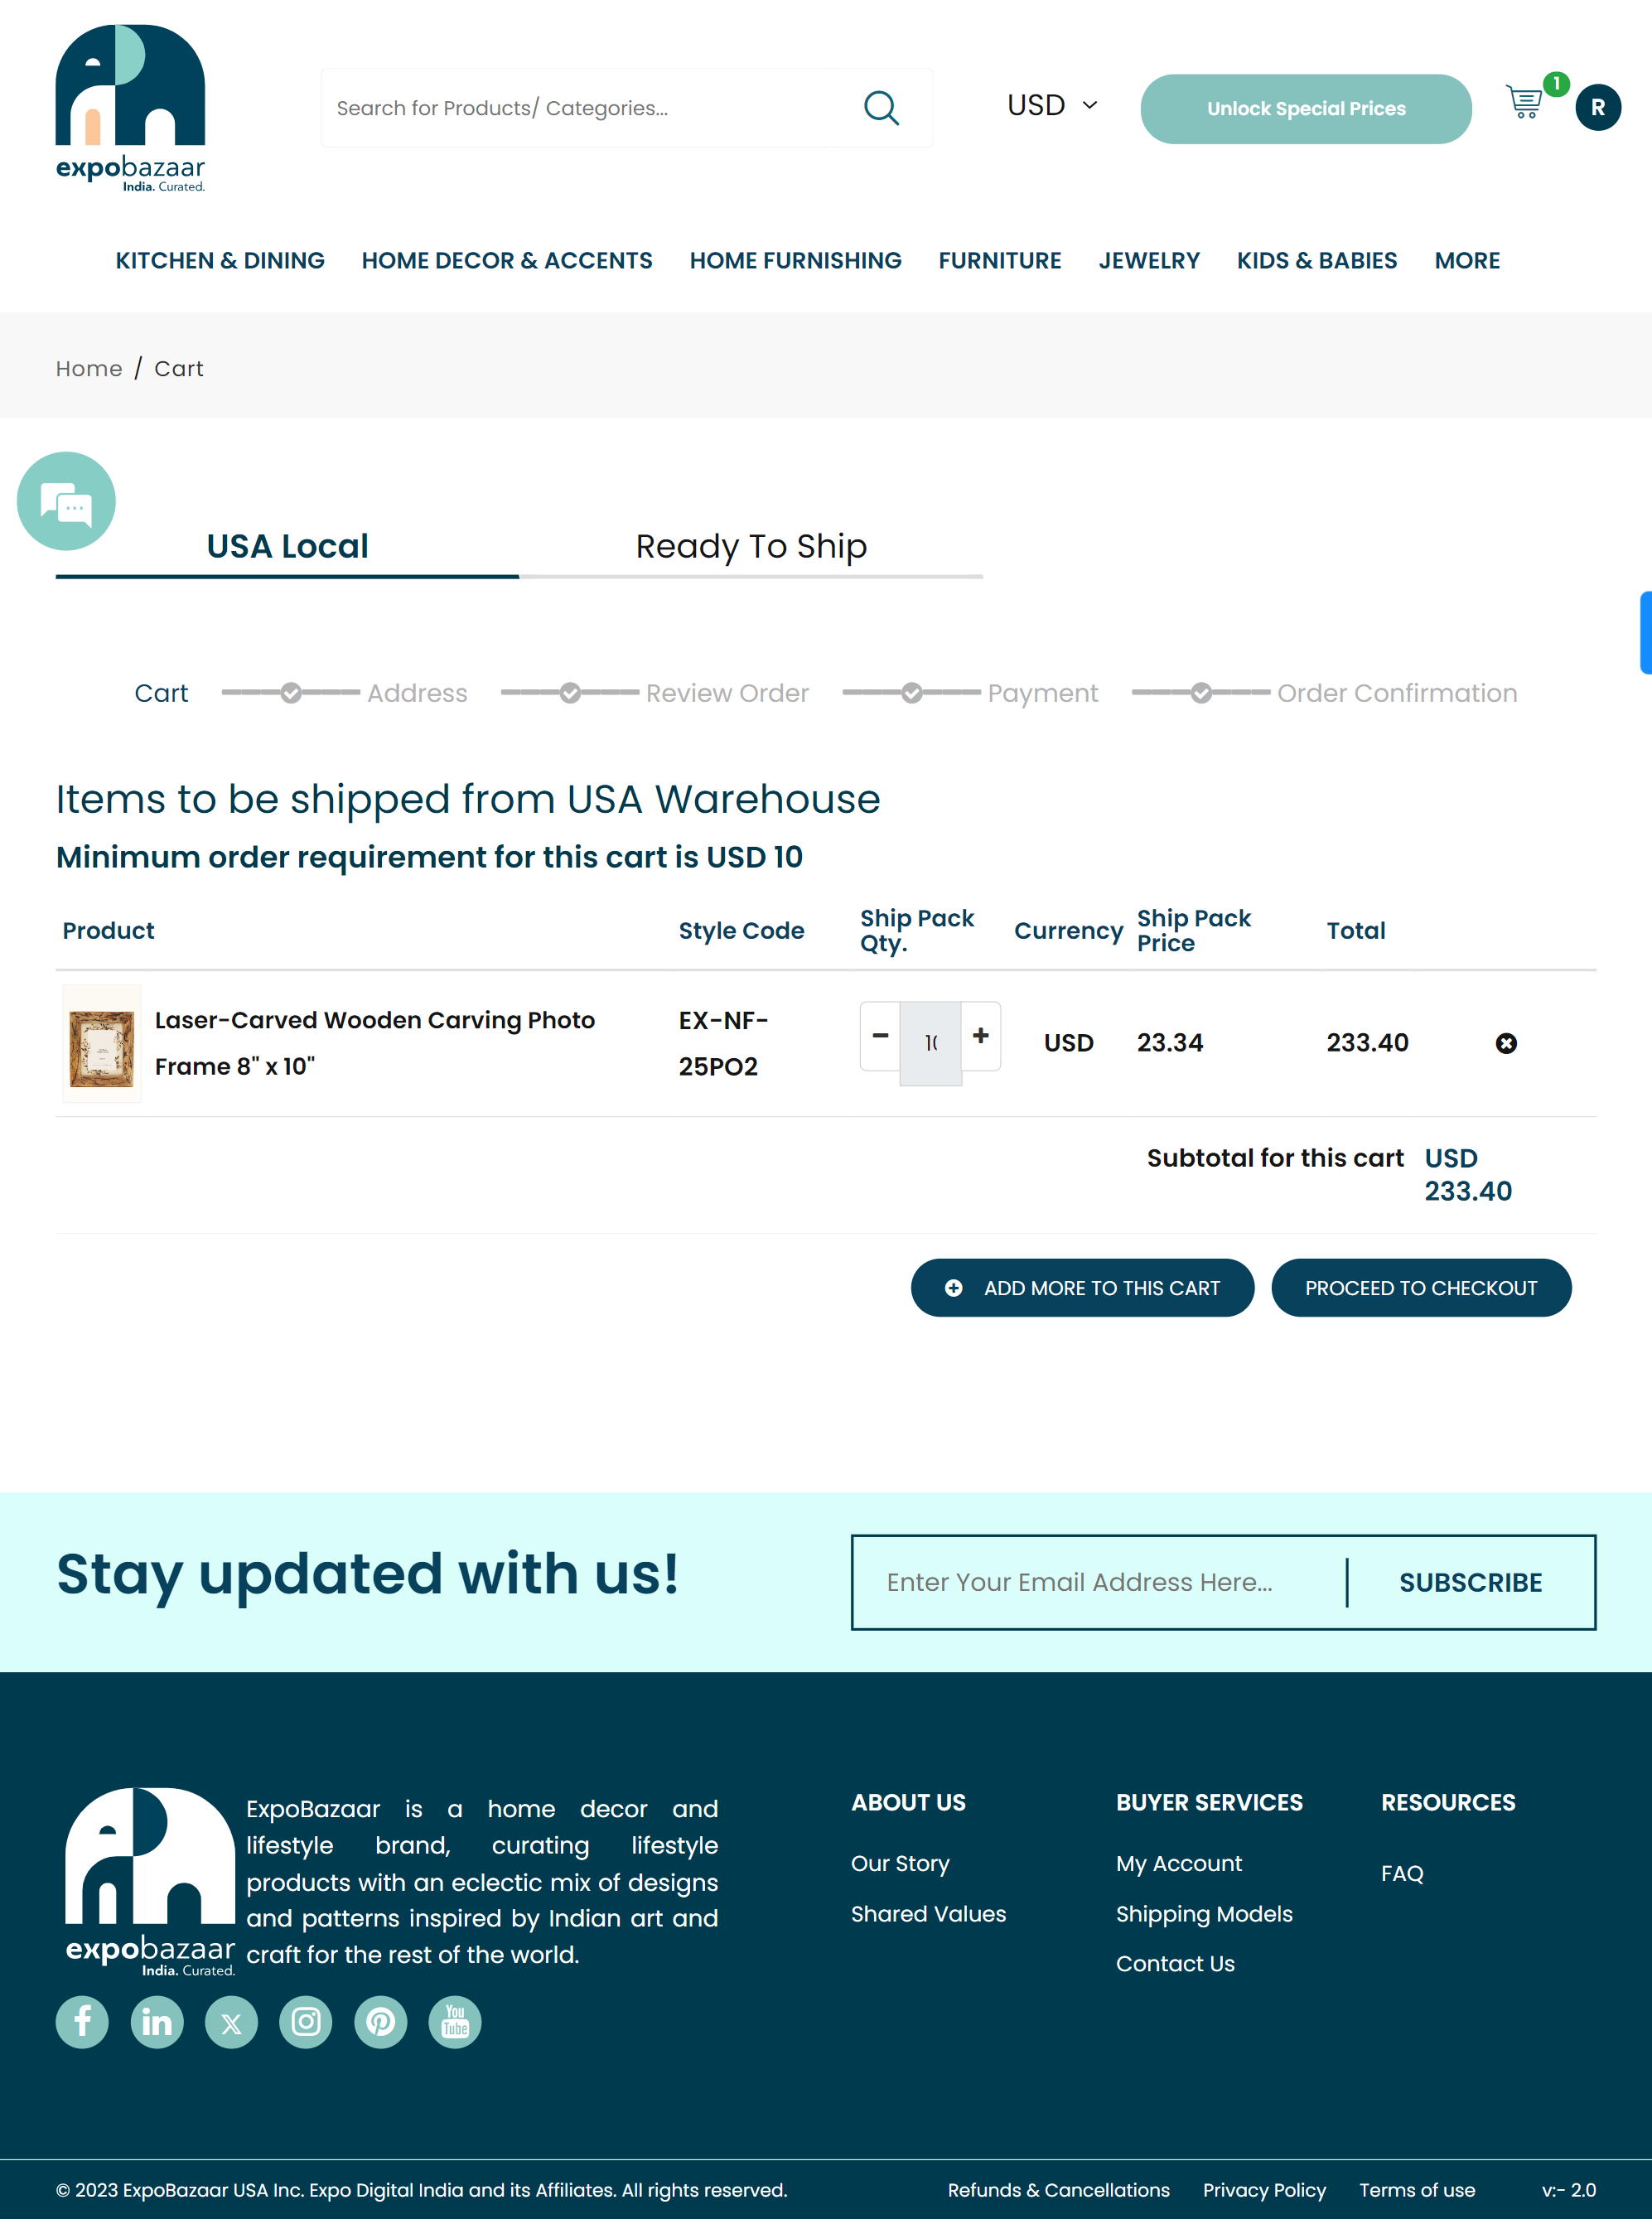 expobazaar
India. Curated.
Search for Products/ Categories...
USD
Unlock Special Prices
1
R
KITCHEN & DINING HOME DECOR & ACCENTS HOME FURNISHING FURNITURE JEWELRY KIDS & BABIES MORE
Home / Cart
USA Local Ready To Ship
Cart Address Review Order Payment Order Confirmation
Items to be shipped from USA Warehouse
Minimum order requirement for this cart is USD 10
Product Style Code Ship Pack Qty. Currency Ship Pack Price Total
Laser-Carved Wooden Carving Photo
Frame 8" x 10"
EX-NF-
25PO2
− 10 +
USD 23.34 233.40
Subtotal for this cart USD
233.40
ADD MORE TO THIS CART PROCEED TO CHECKOUT
Stay updated with us!
Enter Your Email Address Here... SUBSCRIBE
expobazaar
India. Curated.
ExpoBazaar is a home decor and
lifestyle brand, curating lifestyle
products with an eclectic mix of designs
and patterns inspired by Indian art and
craft for the rest of the world.
You
Tube
ABOUT US
Our Story
Shared Values
BUYER SERVICES
My Account
Shipping Models
Contact Us
RESOURCES
FAQ
© 2023 ExpoBazaar USA Inc. Expo Digital India and its Affiliates. All rights reserved.
Refunds & Cancellations Privacy Policy Terms of use v:- 2.0